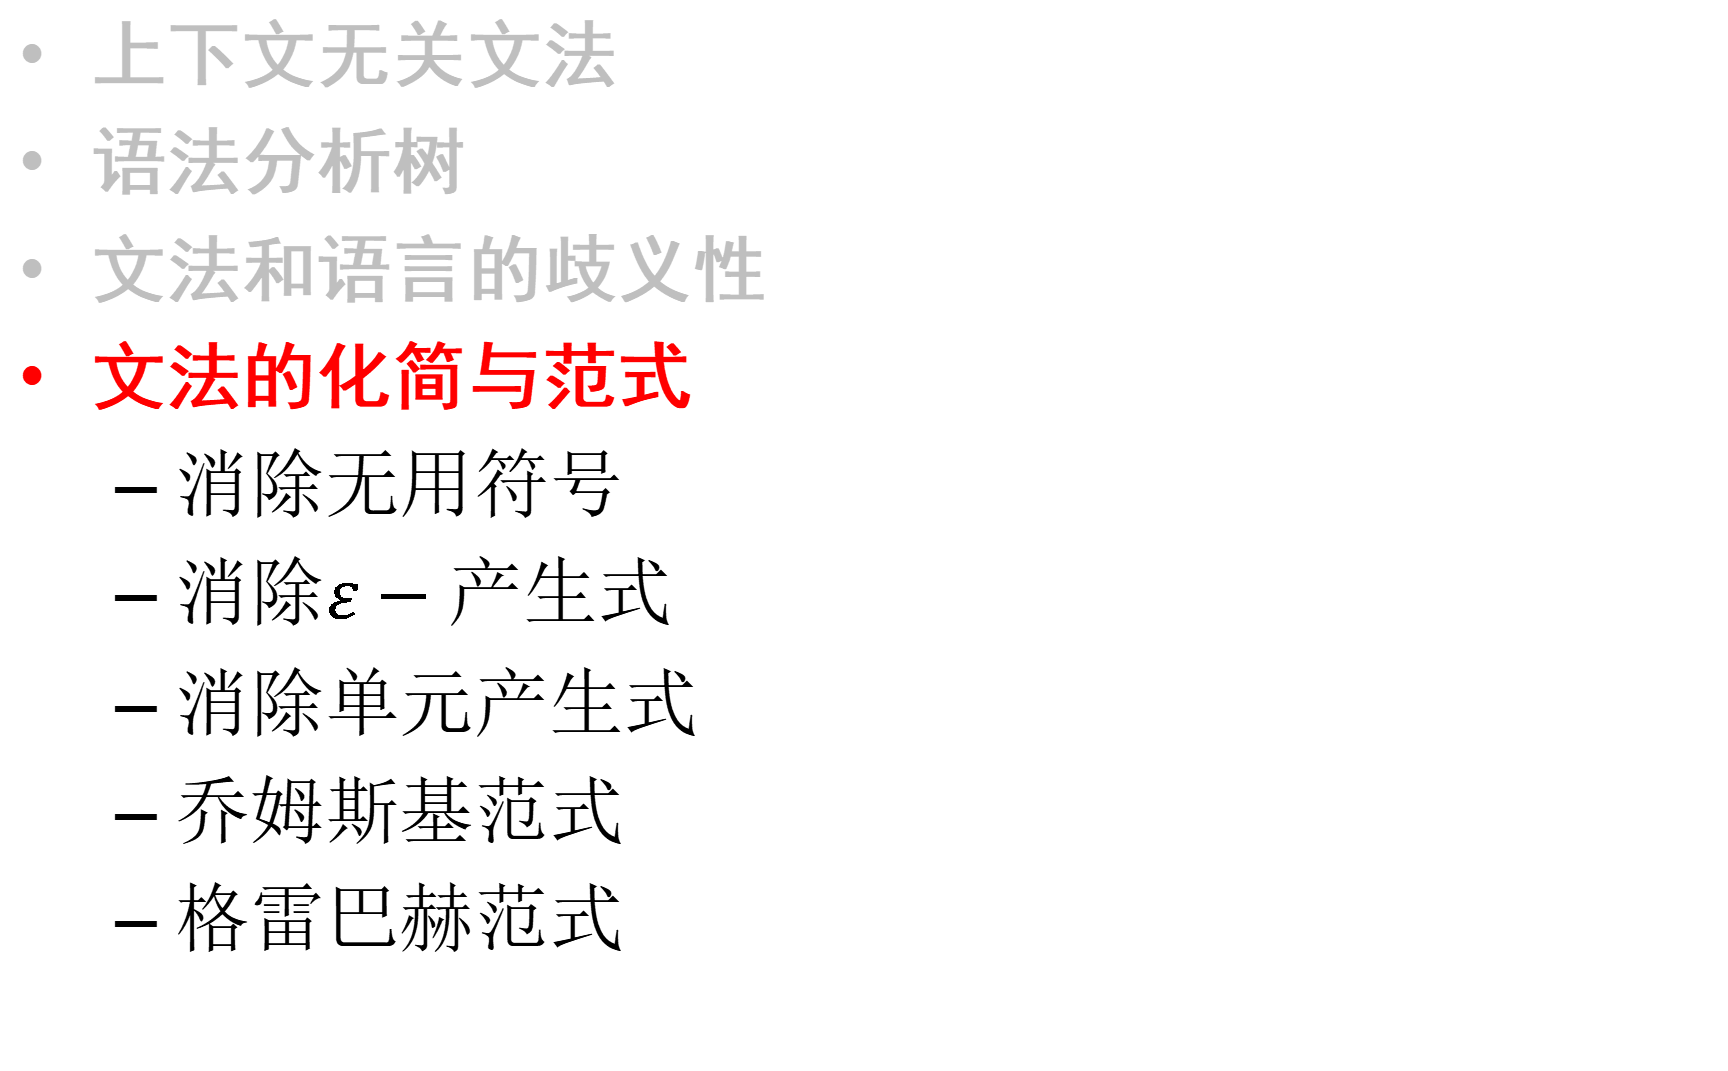 • 上下文无关文法
• 语法分析树
• 文法和语言的歧义性
• 文法的化简与范式
– 消除无用符号
– 消除ε − 产生式
– 消除单元产生式
– 乔姆斯基范式
– 格雷巴赫范式